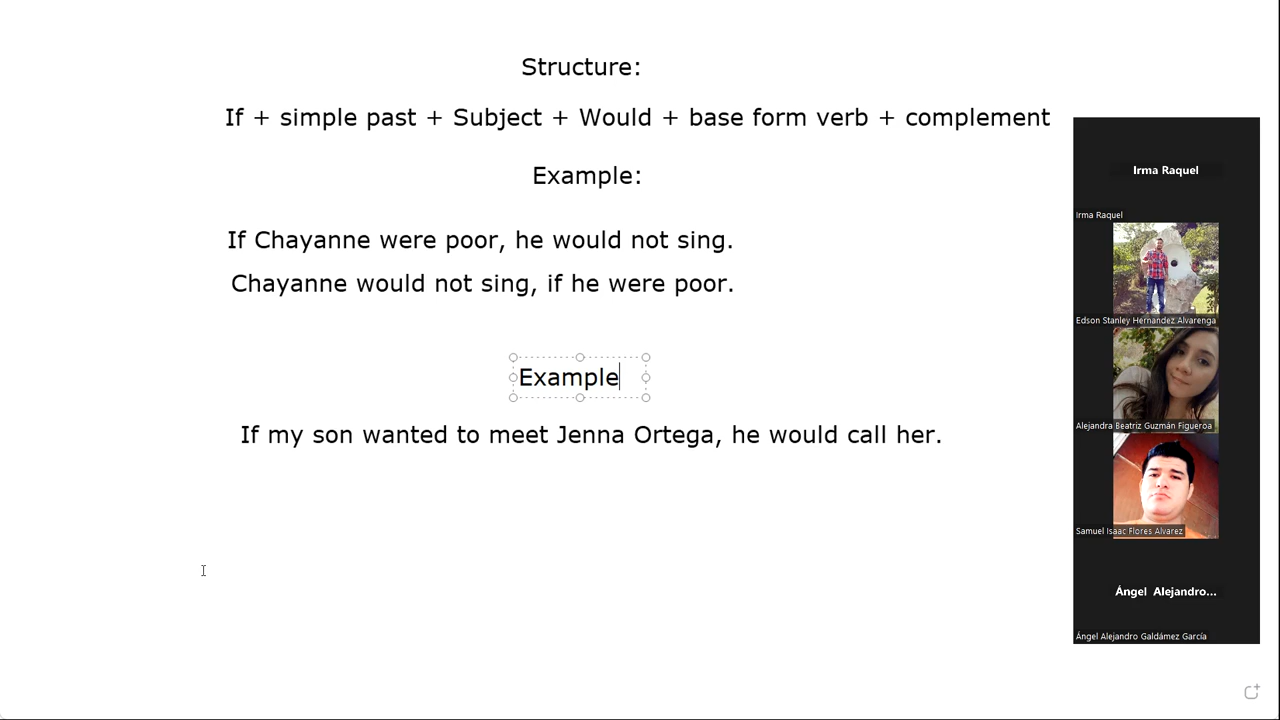 Structure:
If + simple past + Subject + Would + base form verb + complement
Example:
If Chayanne were poor, he would not sing.
Chayanne would not sing, if he were poor.
Example
If my son wanted to meet Jenna Ortega, he would call her.
Irma Raquel
Irma Raquel
Edson Stanley Hernandez Alvarenga
Alejandra Beatriz Guzmán Figueroa
Samuel Isaac Flores Alvarez
Ángel Alejandro...
Ángel Alejandro Galdámez García